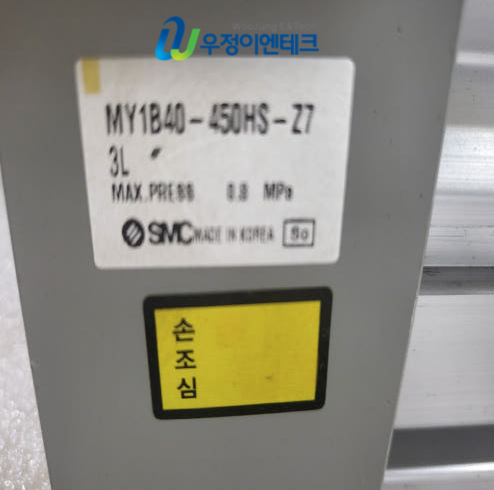 우정이엔테크
MY1B40-450HS-Z7
3L
MAX.PRESS 0.8 MPa
SMC MADE IN KOREA So
손조심